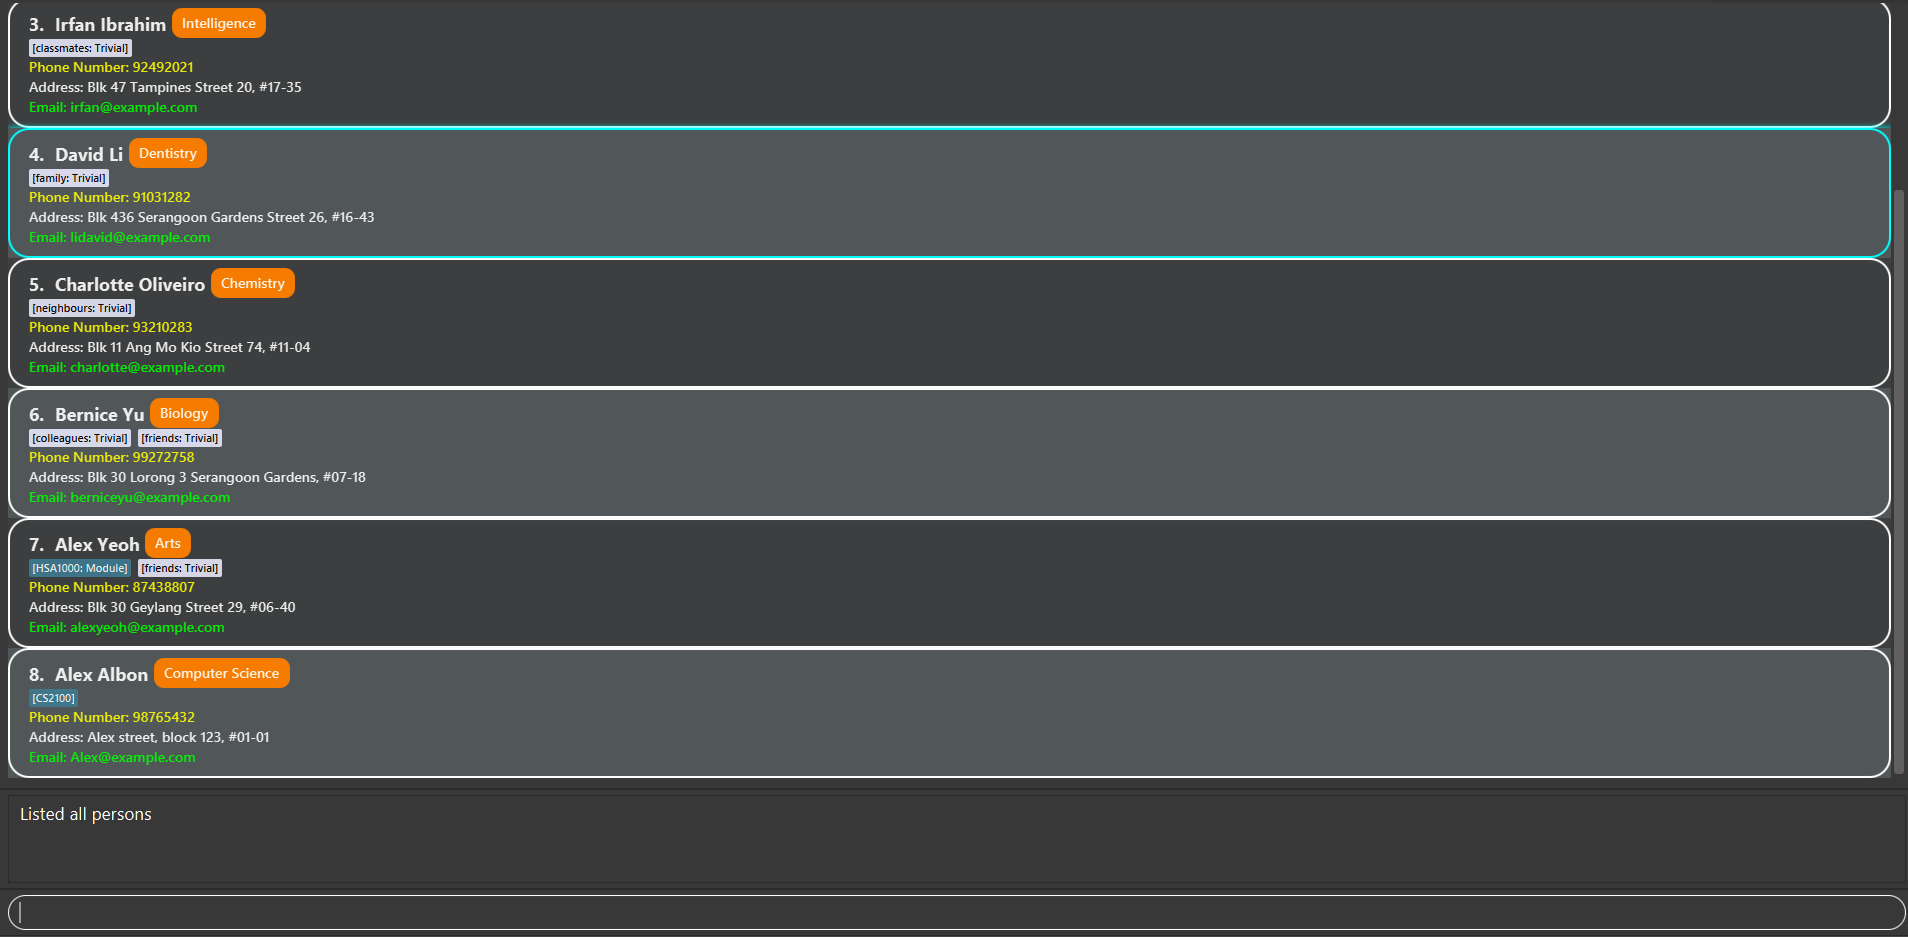 3. Irfan Ibrahim Intelligence
[classmates: Trivial]
Phone Number: 92492021
Address: Blk 47 Tampines Street 20, #17-35
Email: irfan@example.com
4. David Li Dentistry
[family: Trivial]
Phone Number: 91031282
Address: Blk 436 Serangoon Gardens Street 26, #16-43
Email: lidavid@example.com
5. Charlotte Oliveiro Chemistry
[neighbours: Trivial]
Phone Number: 93210283
Address: Blk 11 Ang Mo Kio Street 74, #11-04
Email: charlotte@example.com
6. Bernice Yu Biology
[colleagues: Trivial] [friends: Trivial]
Phone Number: 99272758
Address: Blk 30 Lorong 3 Serangoon Gardens, #07-18
Email: berniceyu@example.com
7. Alex Yeoh Arts
[HSA1000: Module] [friends: Trivial]
Phone Number: 87438807
Address: Blk 30 Geylang Street 29, #06-40
Email: alexyeoh@example.com
8. Alex Albon Computer Science
[CS2100]
Phone Number: 98765432
Address: Alex street, block 123, #01-01
Email: Alex@example.com
Listed all persons